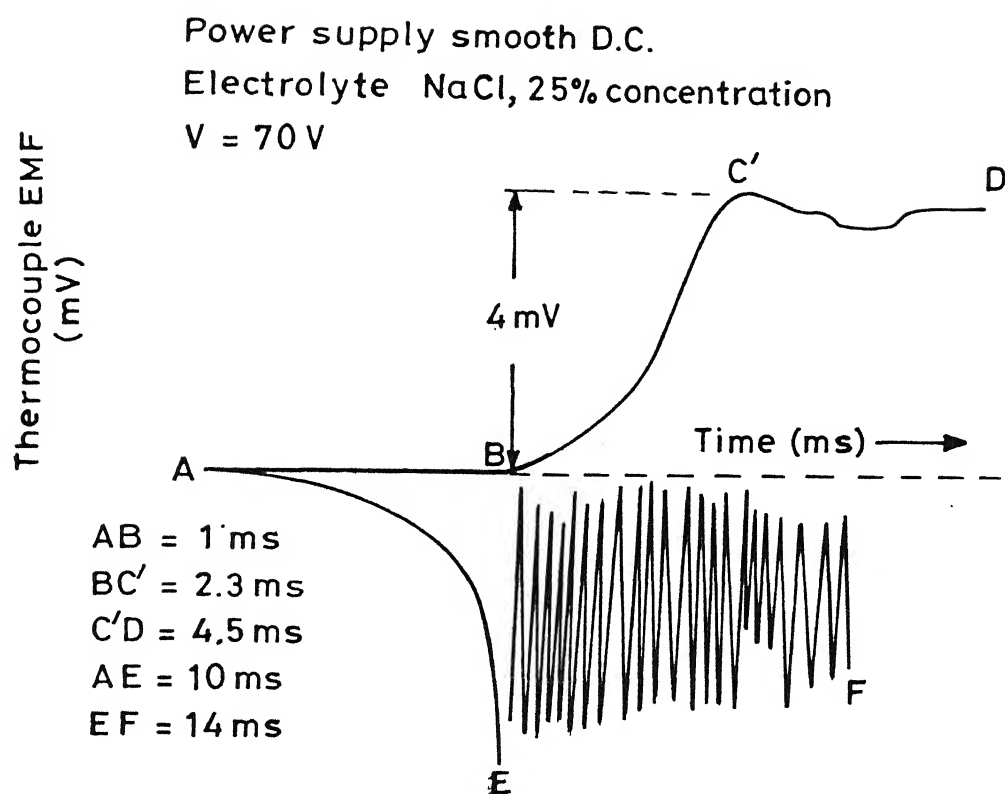 Power supply smooth D.C.
Electrolyte NaCl, 25% concentration
V = 70 V
Thermocouple EMF
(mV)
C'
D
4 mV
A
B
Time (ms)
AB = 1 ms
BC' = 2.3 ms
C'D = 4.5 ms
AE = 10 ms
EF = 14 ms
F
E